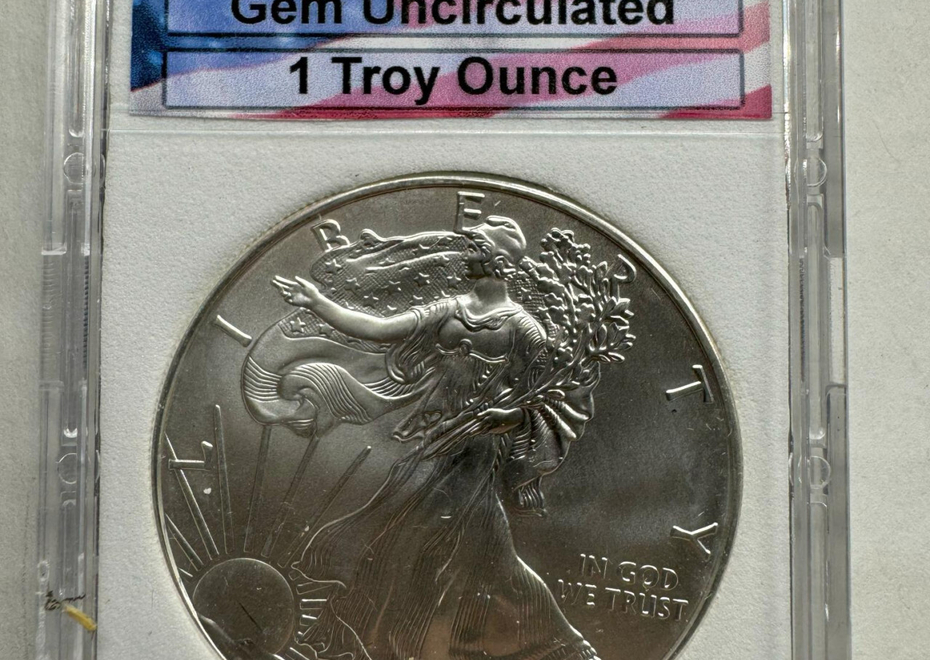 Gem Uncirculated
1 Troy Ounce
LIBERTY
IN GOD
WE TRUST